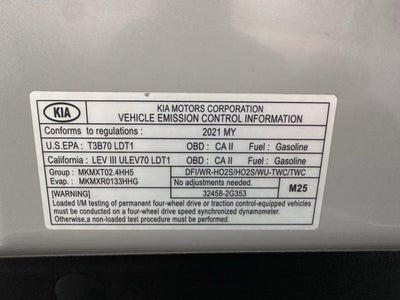 KIA
KIA MOTORS CORPORATION
VEHICLE EMISSION CONTROL INFORMATION
Conforms to regulations : 2021 MY
U.S.EPA : T3B70 LDT1 OBD : CA II Fuel : Gasoline
California : LEV III ULEV70 LDT1 OBD : CA II Fuel : Gasoline
Group : MKMXT02.4HH5 DFI/WR-HO2S/HO2S/WU-TWC/TWC
Evap. : MKMXR0133HHG No adjustments needed. M25
[WARNING] 32458-2G353
Loaded I/M testing of permanent four-wheel drive or traction control-equipped vehicles must be
conducted on a four-wheel drive speed synchronized dynamometer.
Otherwise, a non-loaded test procedure must be performed.